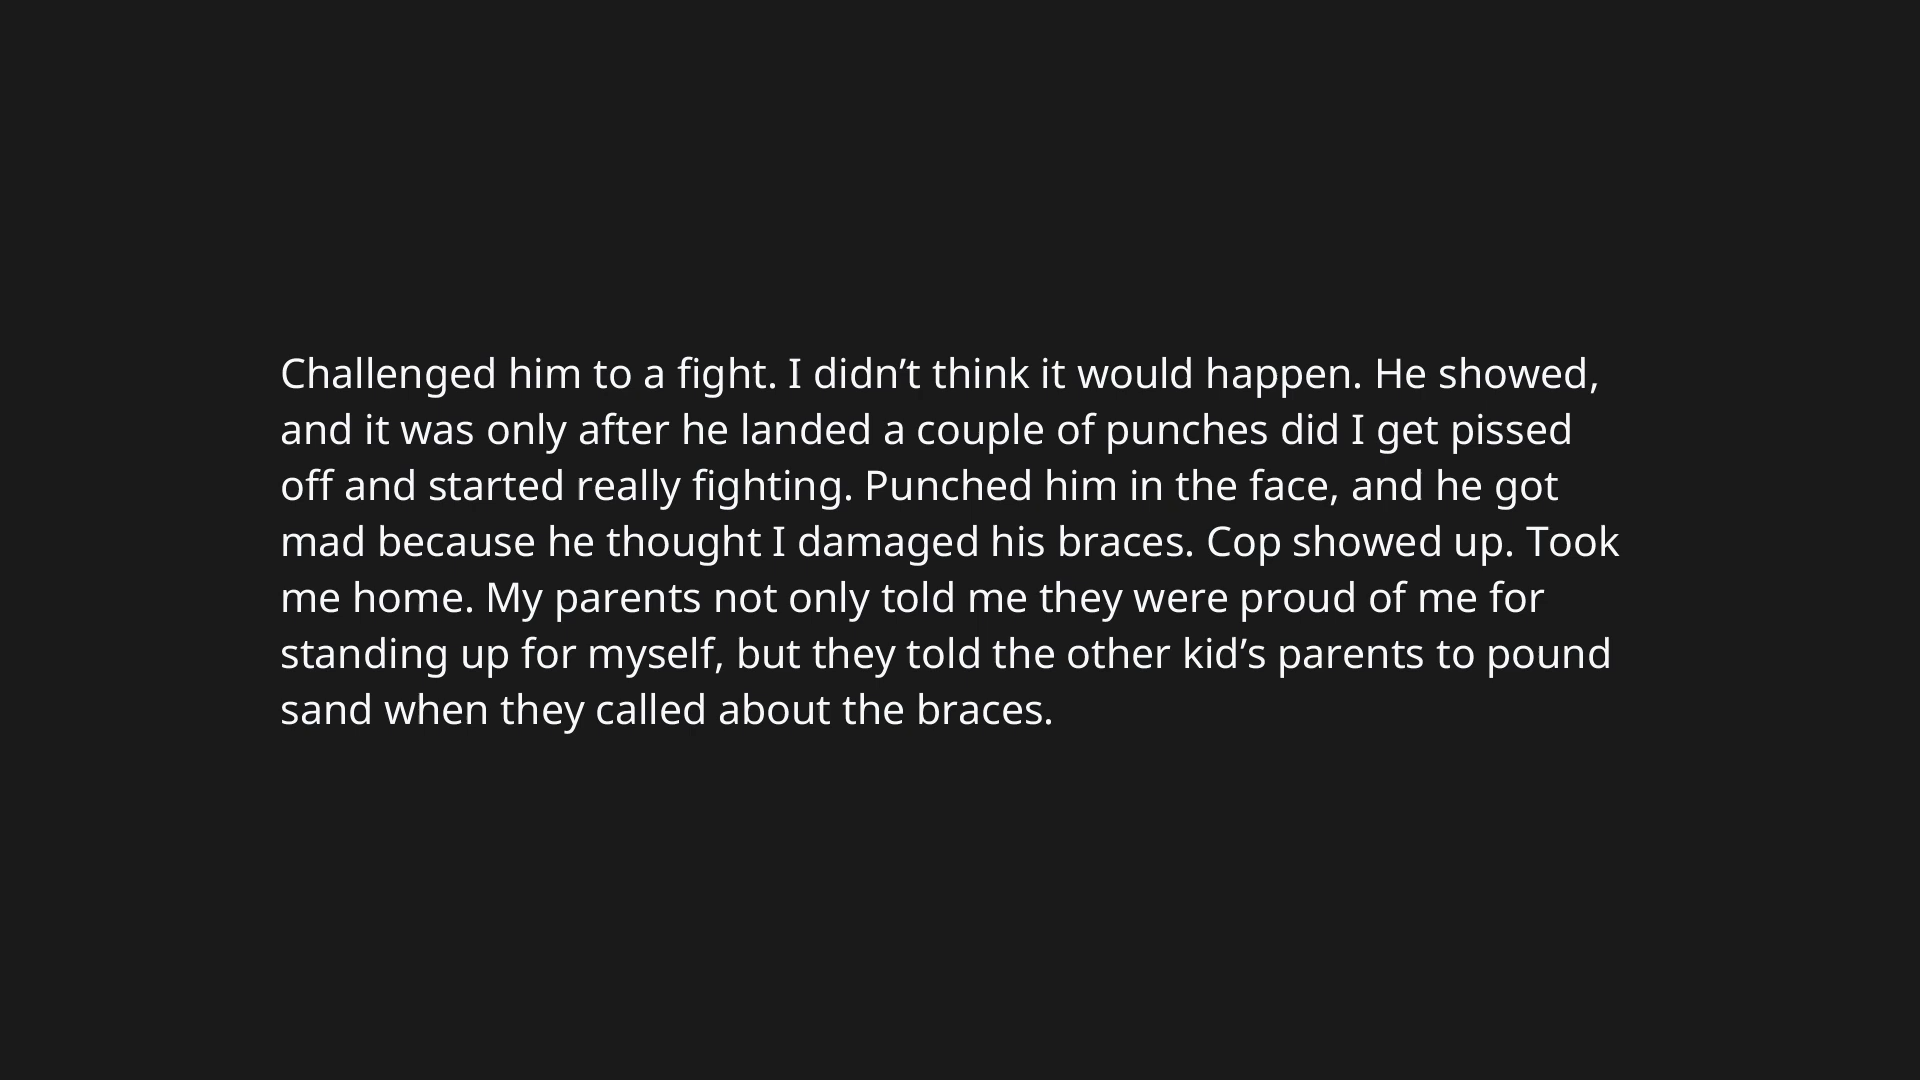 Challenged him to a fight. I didn’t think it would happen. He showed,
and it was only after he landed a couple of punches did I get pissed
off and started really fighting. Punched him in the face, and he got
mad because he thought I damaged his braces. Cop showed up. Took
me home. My parents not only told me they were proud of me for
standing up for myself, but they told the other kid’s parents to pound
sand when they called about the braces.